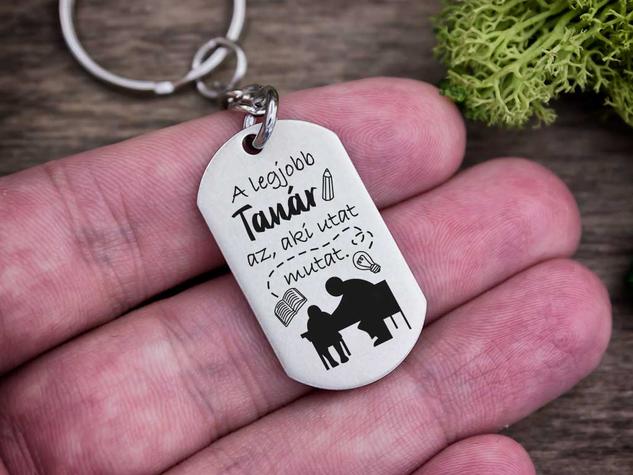 A legjobb
Tanár
az, aki utat
mutat.